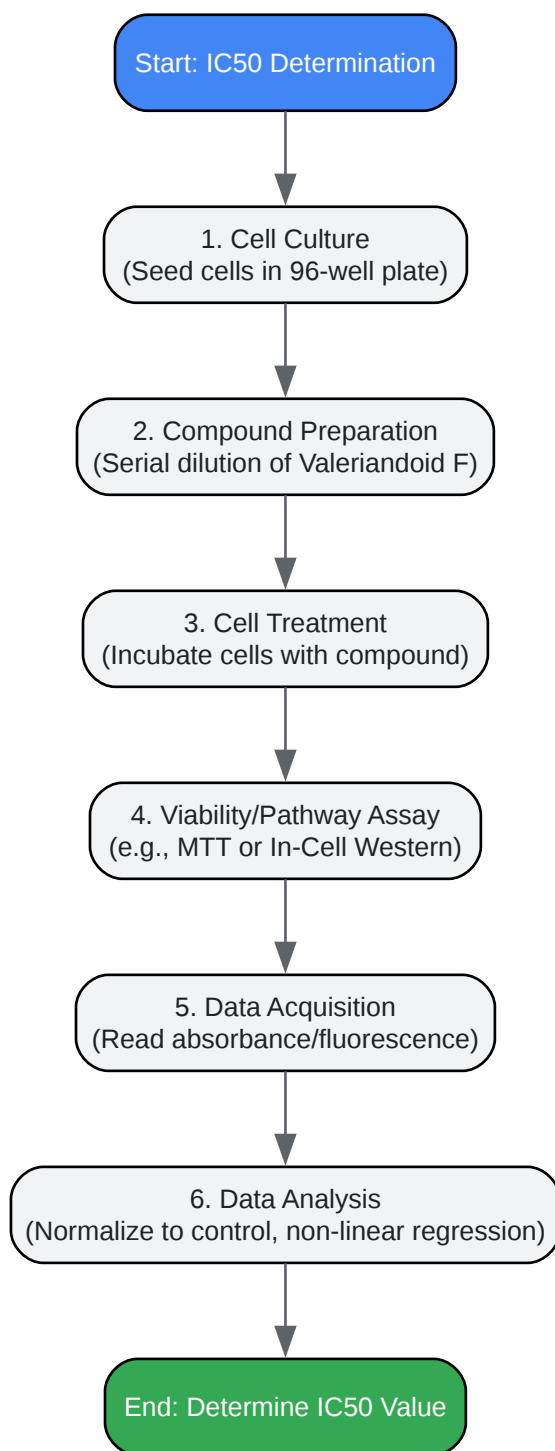 Start: IC50 Determination
1. Cell Culture
(Seed cells in 96-well plate)
2. Compound Preparation
(Serial dilution of Valeriandoid F)
3. Cell Treatment
(Incubate cells with compound)
4. Viability/Pathway Assay
(e.g., MTT or In-Cell Western)
5. Data Acquisition
(Read absorbance/fluorescence)
6. Data Analysis
(Normalize to control, non-linear regression)
End: Determine IC50 Value